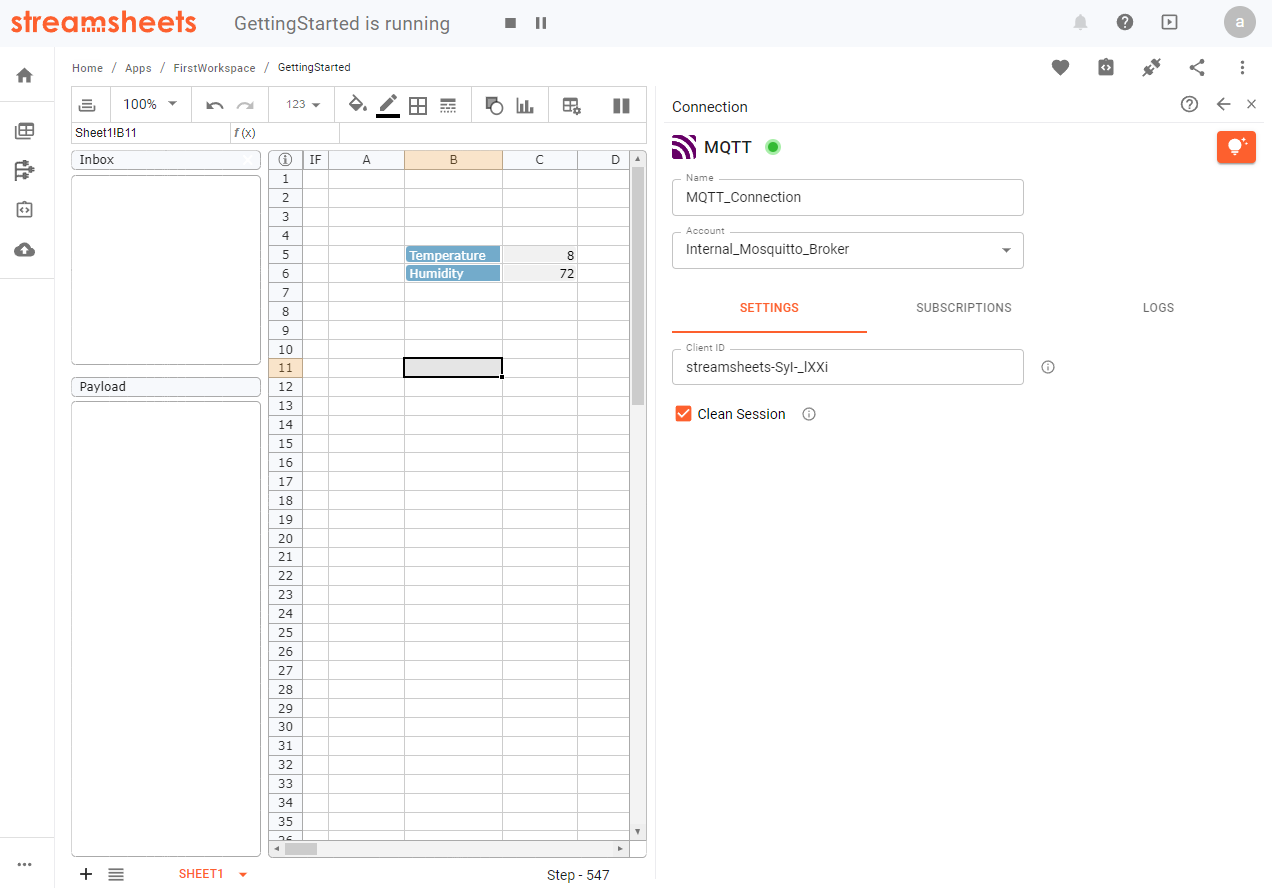 streamsheets
GettingStarted is running
a
Home / Apps / FirstWorkspace / GettingStarted
100%
123
Sheet1!B11
f (x)
Inbox
Payload
IF A B C D
1
2
3
4
5 Temperature 8
6 Humidity 72
7
8
9
10
11
12
13
14
15
16
17
18
19
20
21
22
23
24
25
26
27
28
29
30
31
32
33
34
35
36
SHEET1
Step - 547
Connection
MQTT
Name
MQTT_Connection
Account
Internal_Mosquitto_Broker
SETTINGS SUBSCRIPTIONS LOGS
Client ID
streamsheets-SyI-_lXXi
Clean Session